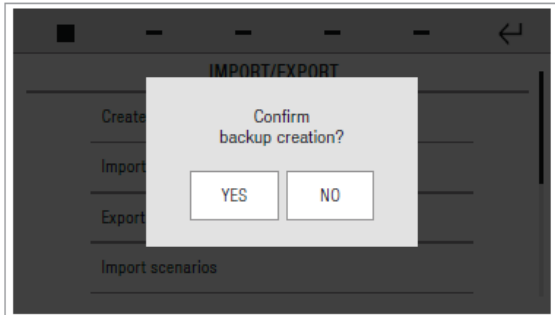 IMPORT/EXPORT
Create
Confirm
backup creation?
Import
YES
NO
Export
Import scenarios